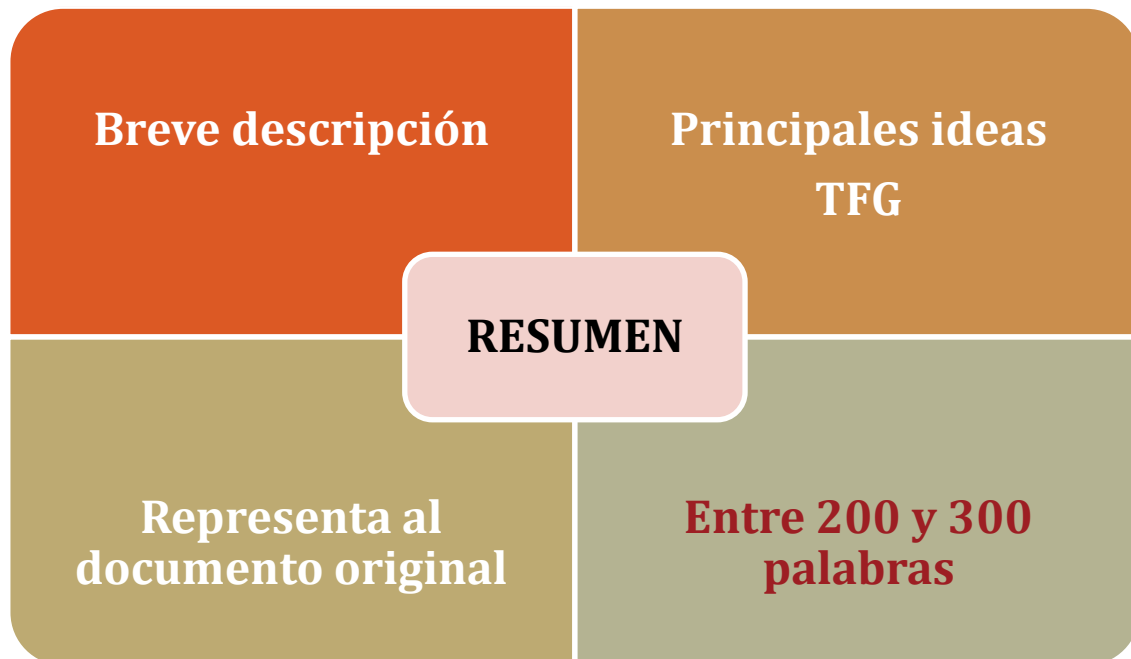 Breve descripción
Principales ideas
TFG
RESUMEN
Representa al
documento original
Entre 200 y 300
palabras